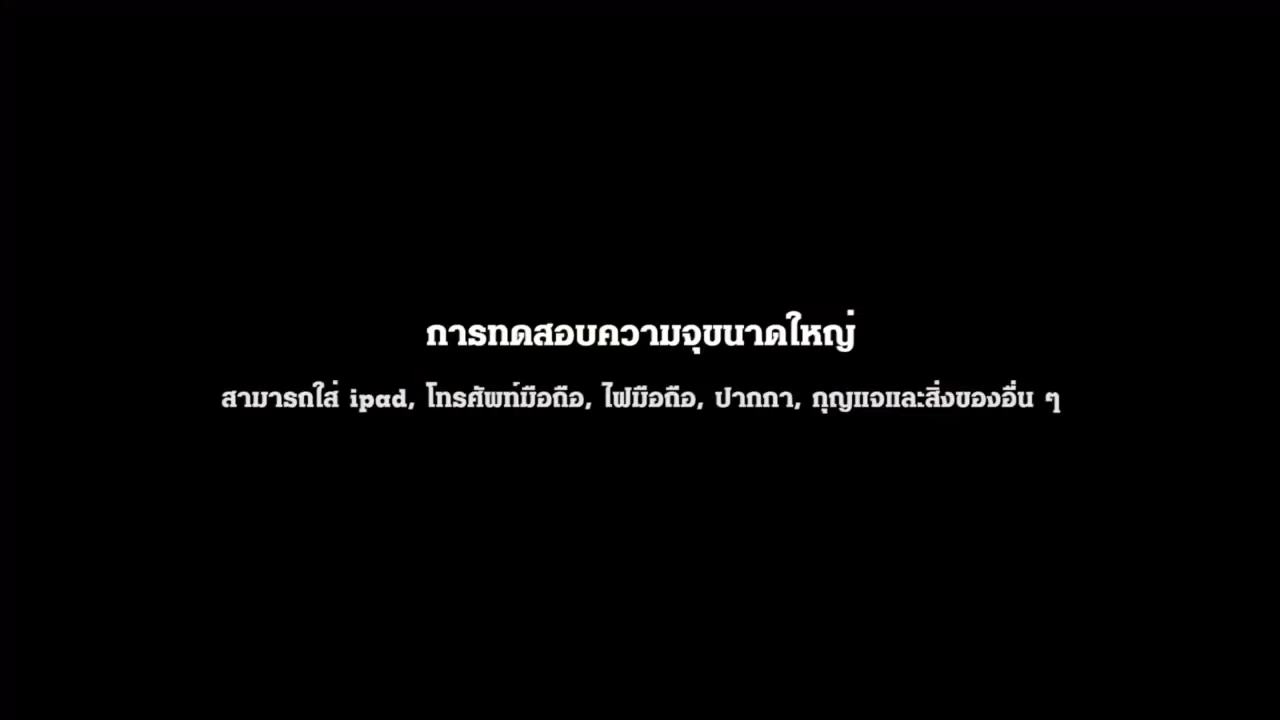 การทดสอบความจุขนาดใหญ่
สามารถใส่ ipad, โทรศัพท์มือถือ, ไฟมือถือ, ปากกา, กุญแจและสิ่งของอื่น ๆ